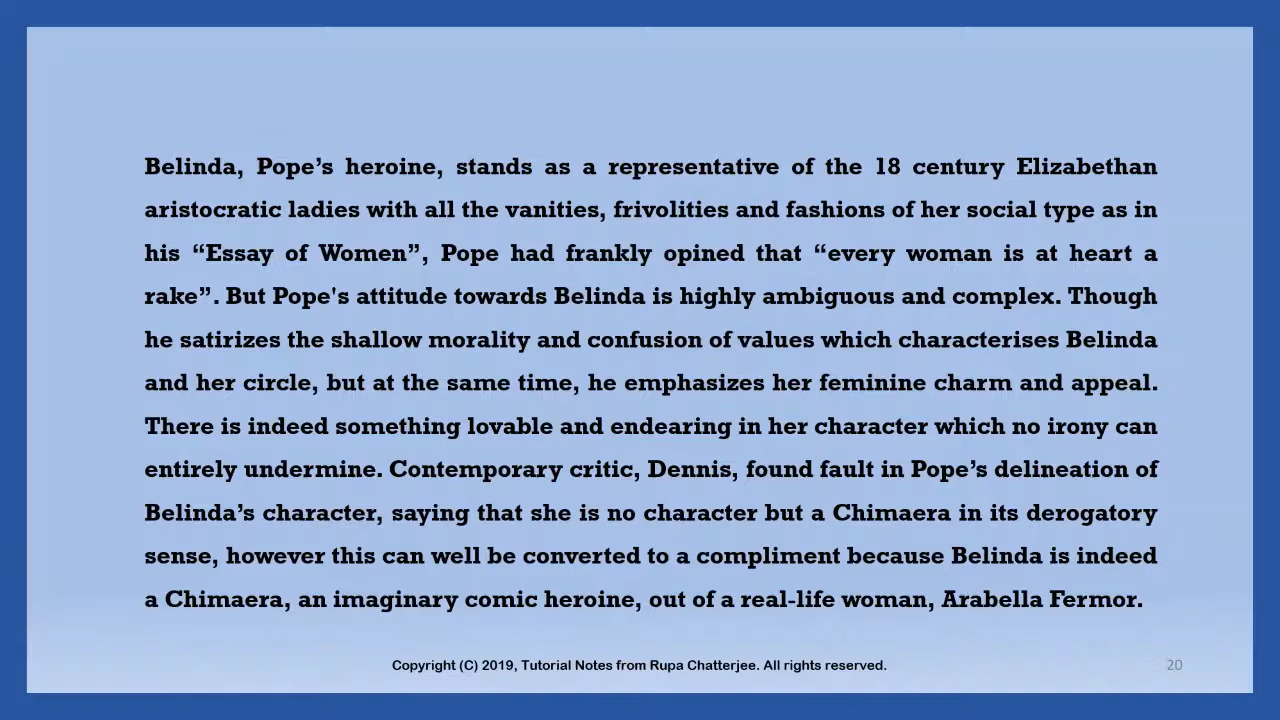 Belinda, Pope’s heroine, stands as a representative of the 18 century Elizabethan
aristocratic ladies with all the vanities, frivolities and fashions of her social type as in
his “Essay of Women”, Pope had frankly opined that “every woman is at heart a
rake”. But Pope's attitude towards Belinda is highly ambiguous and complex. Though
he satirizes the shallow morality and confusion of values which characterises Belinda
and her circle, but at the same time, he emphasizes her feminine charm and appeal.
There is indeed something lovable and endearing in her character which no irony can
entirely undermine. Contemporary critic, Dennis, found fault in Pope’s delineation of
Belinda’s character, saying that she is no character but a Chimaera in its derogatory
sense, however this can well be converted to a compliment because Belinda is indeed
a Chimaera, an imaginary comic heroine, out of a real-life woman, Arabella Fermor.
Copyright (C) 2019, Tutorial Notes from Rupa Chatterjee. All rights reserved.
20